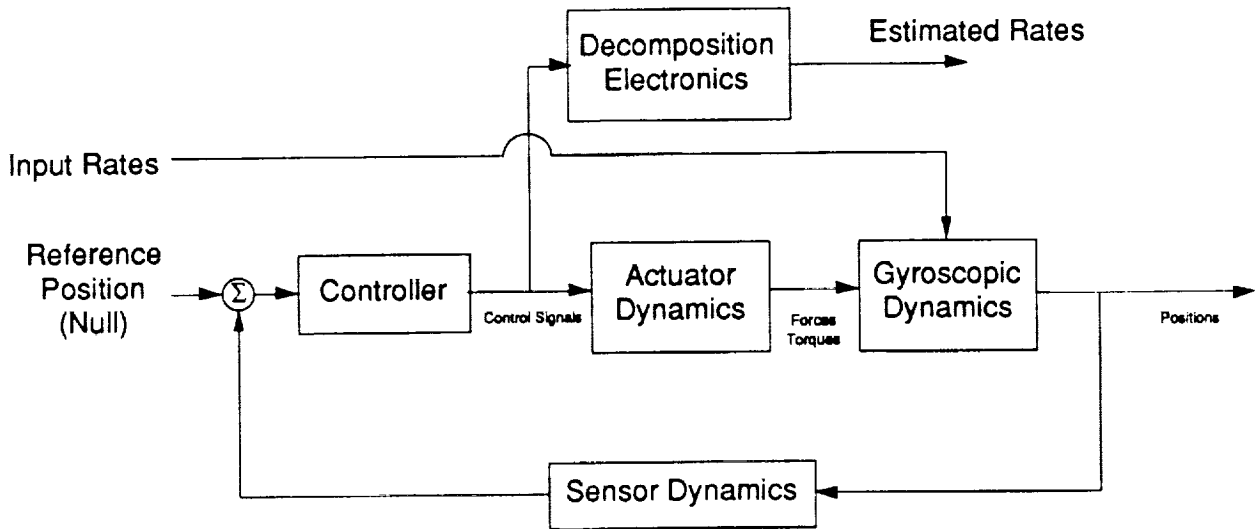 Decomposition
Electronics
Estimated Rates
Input Rates
Reference
Position
(Null)
Σ
Controller
Control Signals
Actuator
Dynamics
Forces
Torques
Gyroscopic
Dynamics
Positions
Sensor Dynamics